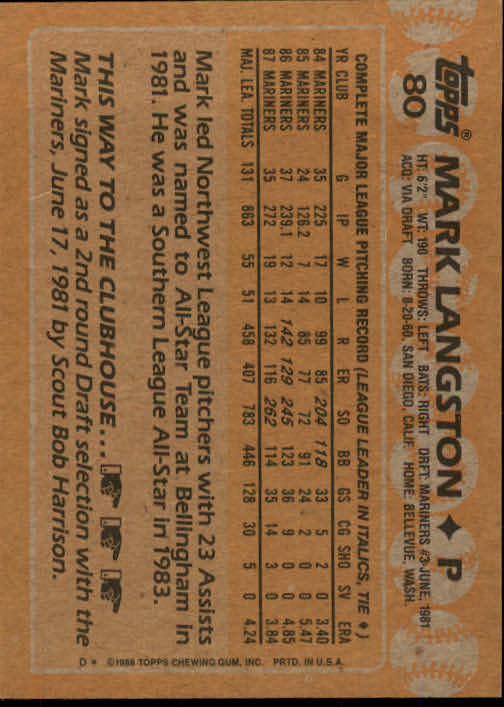 topps®
80
MARK LANGSTON ♦ P
HT: 6'2" WT: 190 THROWS: LEFT BATS: RIGHT DRFT: MARINERS #3-JUNE, 1981
ACQ: VIA DRAFT BORN: 8-20-60, SAN DIEGO, CALIF. HOME: BELLEVUE, WASH.
COMPLETE MAJOR LEAGUE PITCHING RECORD (LEAGUE LEADER IN ITALICS, TIE ♦)
YR CLUB G IP W L R ER SO BB GS CG SHO SV ERA
84 MARINERS 35 225 17 10 99 85 204 118 33 5 2 0 3.40
85 MARINERS 24 126.2 7 14 85 77 72 91 24 2 0 0 5.47
86 MARINERS 37 239.1 12 14 142 129 245 123 36 9 0 0 4.85
87 MARINERS 35 272 19 13 132 116 262 114 35 14 3 0 3.84
MAJ. LEA. TOTALS 131 863 55 51 458 407 783 446 128 30 5 0 4.24
Mark led Northwest League pitchers with 23 Assists
and was named to All-Star Team at Bellingham in
1981. He was a Southern League All-Star in 1983.
THIS WAY TO THE CLUBHOUSE...
Mark signed as a 2nd round Draft selection with the
Mariners, June 17, 1981 by Scout Bob Harrison.
D* ©1988 TOPPS CHEWING GUM, INC. PRTD. IN U.S.A.